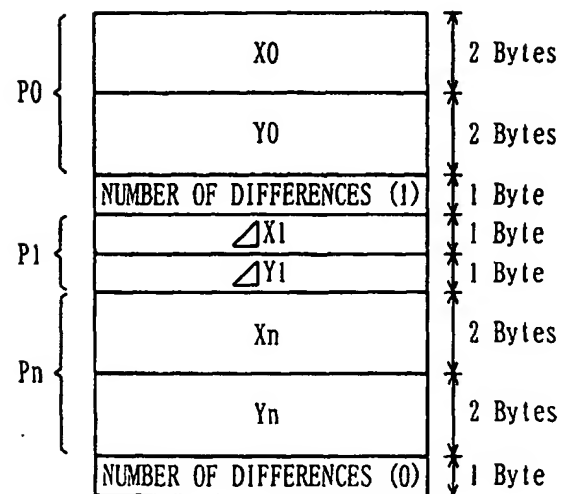 X0 2 Bytes
P0
Y0 2 Bytes
NUMBER OF DIFFERENCES (1) 1 Byte
⊿X1 1 Byte
P1
⊿Y1 1 Byte
Xn 2 Bytes
Pn
Yn 2 Bytes
NUMBER OF DIFFERENCES (0) 1 Byte